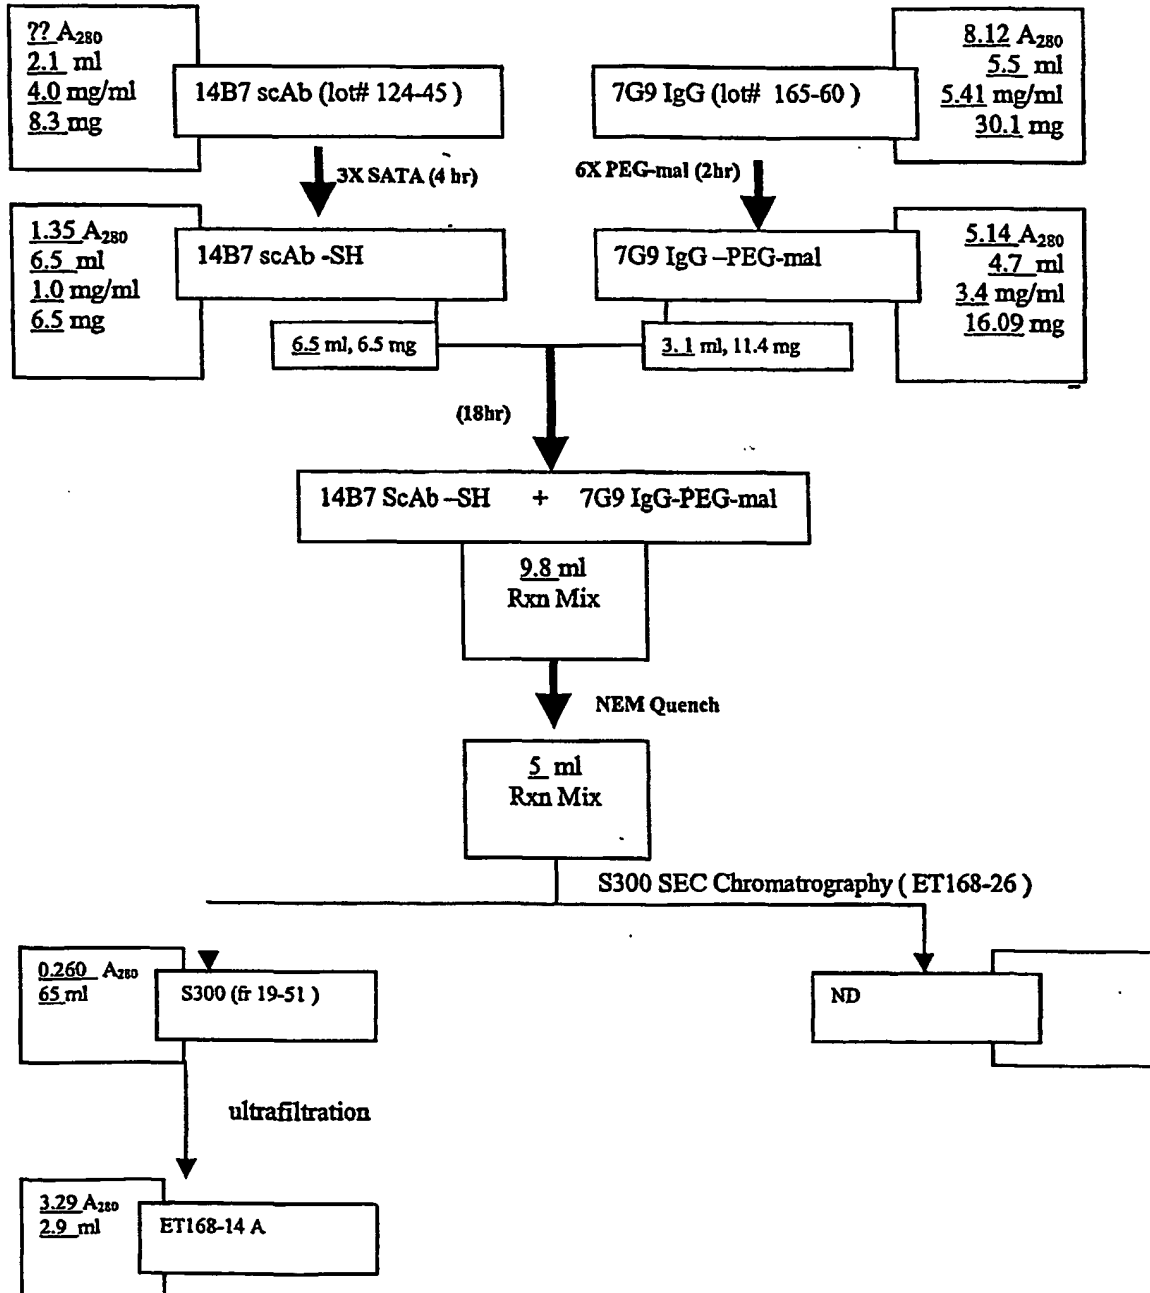 ?? A280
2.1 ml
4.0 mg/ml
8.3 mg
14B7 scAb (lot# 124-45 )
7G9 IgG (lot# 165-60 )
8.12 A280
5.5 ml
5.41 mg/ml
30.1 mg
3X SATA (4 hr)
6X PEG-mal (2hr)
1.35 A280
6.5 ml
1.0 mg/ml
6.5 mg
14B7 scAb -SH
7G9 IgG –PEG-mal
5.14 A280
4.7 ml
3.4 mg/ml
16.09 mg
6.5 ml, 6.5 mg
3.1 ml, 11.4 mg
(18hr)
14B7 ScAb –SH + 7G9 IgG-PEG-mal
9.8 ml
Rxn Mix
NEM Quench
5 ml
Rxn Mix
S300 SEC Chromatrography ( ET168-26 )
0.260 A280
65 ml
S300 (fr 19-51 )
ND
ultrafiltration
3.29 A280
2.9 ml
ET168-14 A